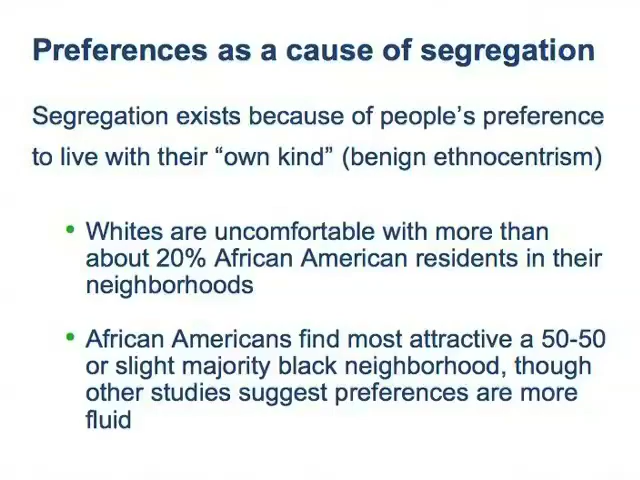 Preferences as a cause of segregation
Segregation exists because of people’s preference
to live with their “own kind” (benign ethnocentrism)
• Whites are uncomfortable with more than
about 20% African American residents in their
neighborhoods
• African Americans find most attractive a 50-50
or slight majority black neighborhood, though
other studies suggest preferences are more
fluid